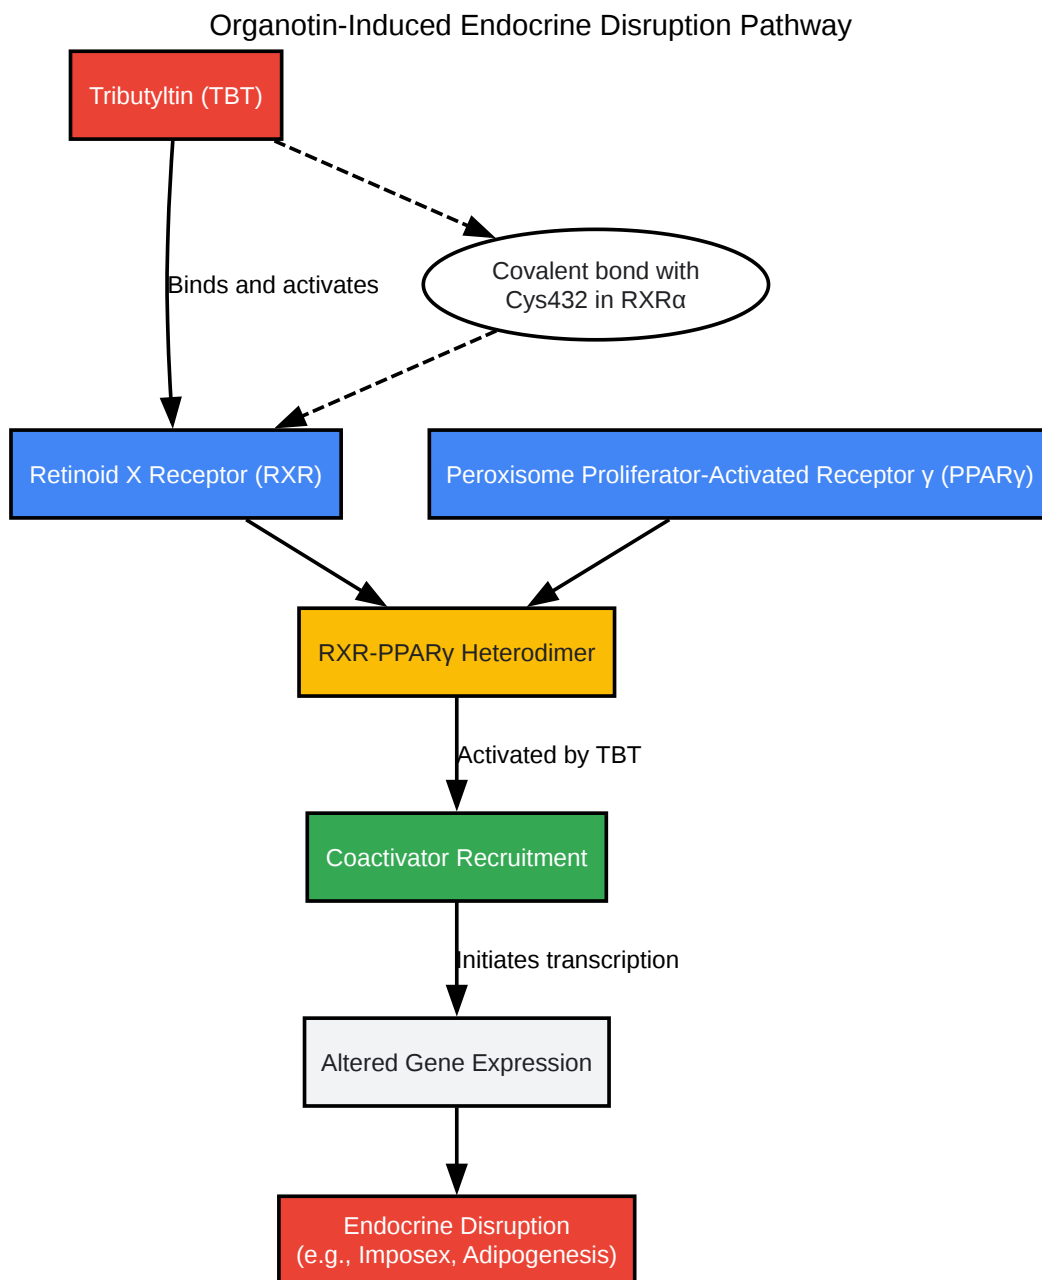 Organotin-Induced Endocrine Disruption Pathway
Tributyltin (TBT)
Binds and activates
Covalent bond with
Cys432 in RXRα
Retinoid X Receptor (RXR)
Peroxisome Proliferator-Activated Receptor γ (PPARγ)
RXR-PPARγ Heterodimer
Activated by TBT
Coactivator Recruitment
Initiates transcription
Altered Gene Expression
Endocrine Disruption
(e.g., Imposex, Adipogenesis)